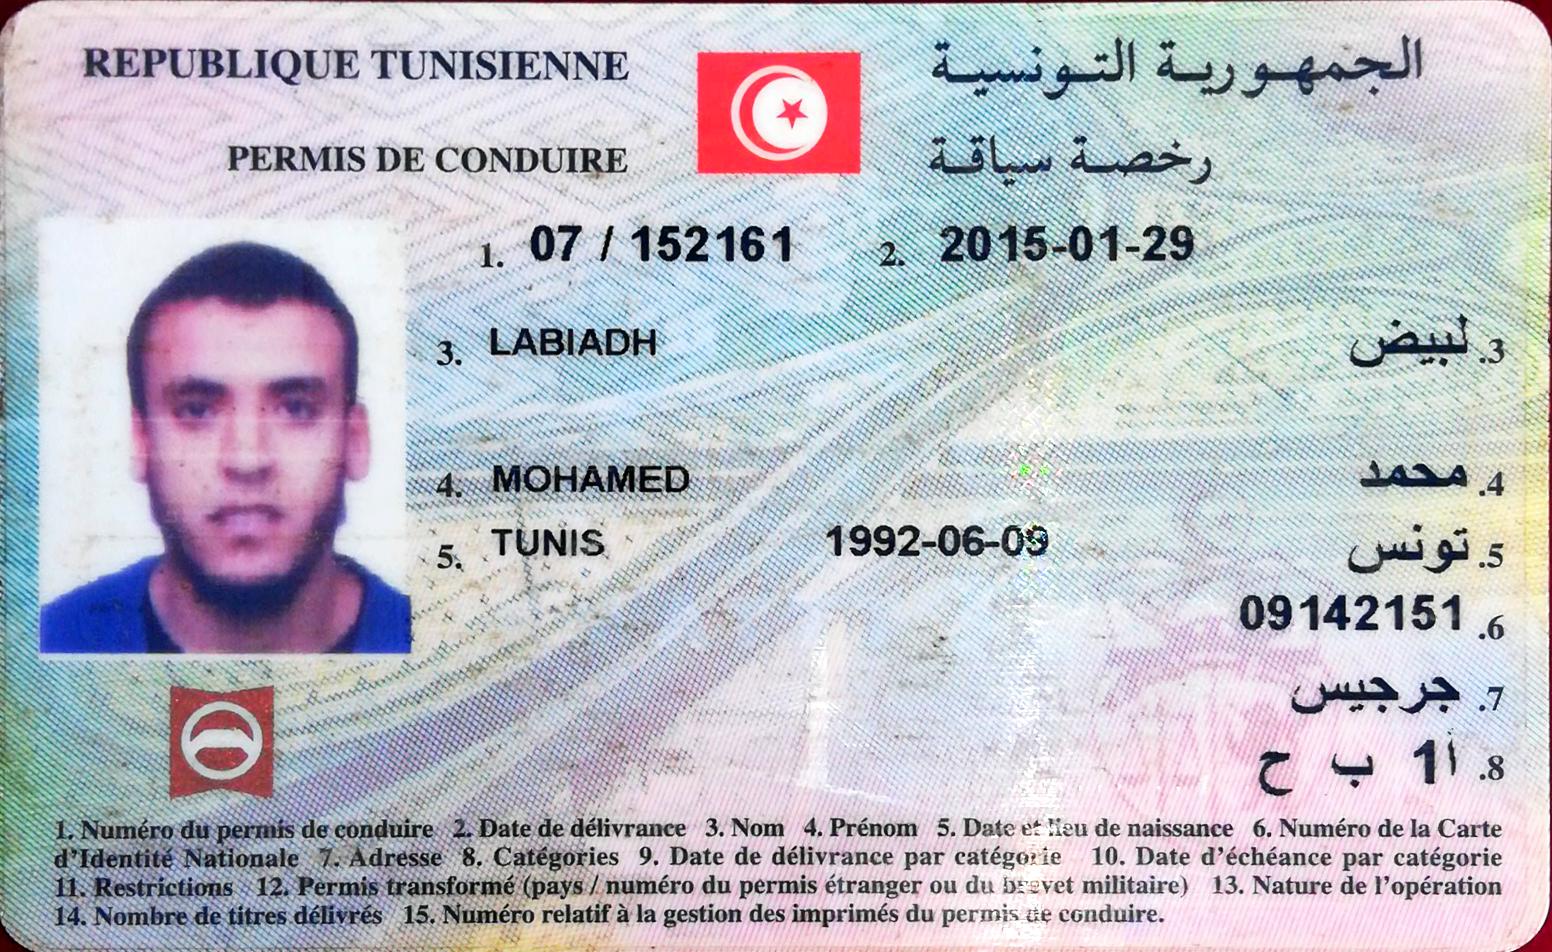 REPUBLIQUE TUNISIENNE
الجمهورية التونسية
PERMIS DE CONDUIRE
رخصة سياقة
1. 07 / 152161 2. 2015-01-29
3. LABIADH
3. لبيض
4. MOHAMED
4. محمد
5. TUNIS 1992-06-09
5. تونس
6. 09142151
7. جرجيس
8. أ1 ب ح
1. Numéro du permis de conduire 2. Date de délivrance 3. Nom 4. Prénom 5. Date et lieu de naissance 6. Numéro de la Carte
d'Identité Nationale 7. Adresse 8. Catégories 9. Date de délivrance par catégorie 10. Date d'échéance par catégorie
11. Restrictions 12. Permis transformé (pays / numéro du permis étranger ou du brevet militaire) 13. Nature de l'opération
14. Nombre de titres délivrés 15. Numéro relatif à la gestion des imprimés du permis de conduire.